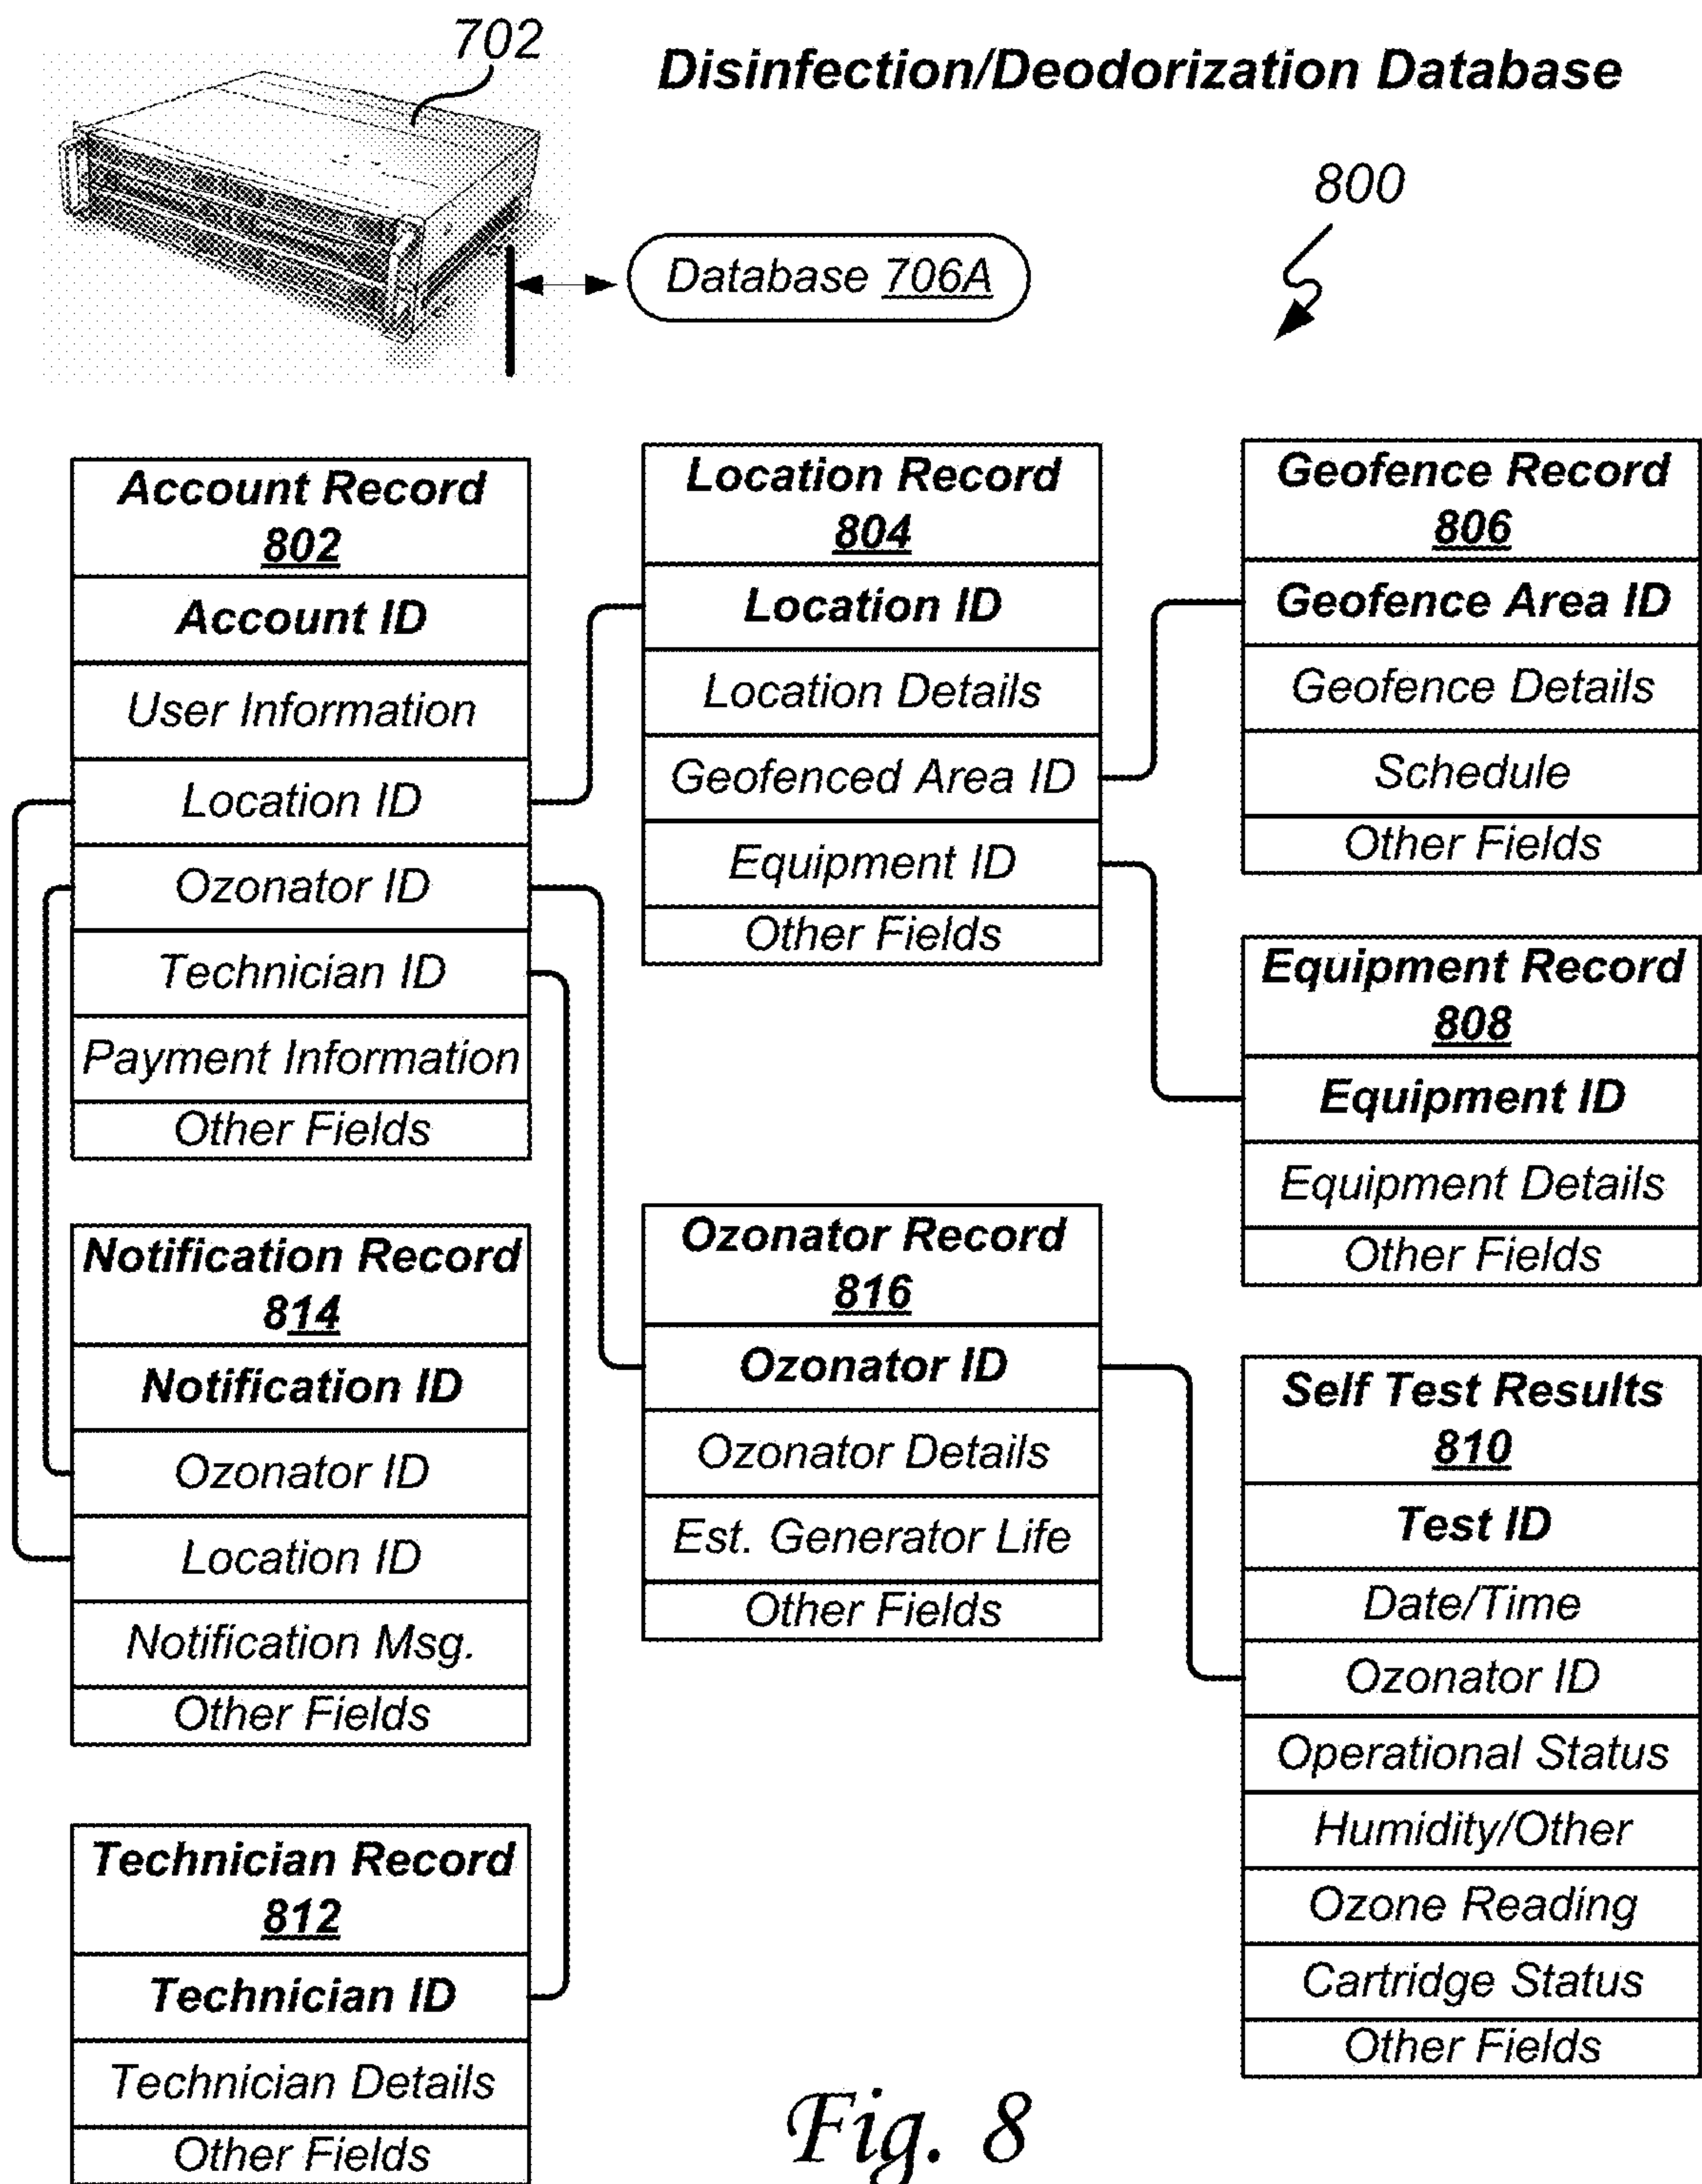 702
Disinfection/Deodorization Database
800
Database 706A
Account Record
802
Account ID
User Information
Location ID
Ozonator ID
Technician ID
Payment Information
Other Fields
Notification Record
814
Notification ID
Ozonator ID
Location ID
Notification Msg.
Other Fields
Technician Record
812
Technician ID
Technician Details
Other Fields
Location Record
804
Location ID
Location Details
Geofenced Area ID
Equipment ID
Other Fields
Ozonator Record
816
Ozonator ID
Ozonator Details
Est. Generator Life
Other Fields
Geofence Record
806
Geofence Area ID
Geofence Details
Schedule
Other Fields
Equipment Record
808
Equipment ID
Equipment Details
Other Fields
Self Test Results
810
Test ID
Date/Time
Ozonator ID
Operational Status
Humidity/Other
Ozone Reading
Cartridge Status
Other Fields
Fig. 8